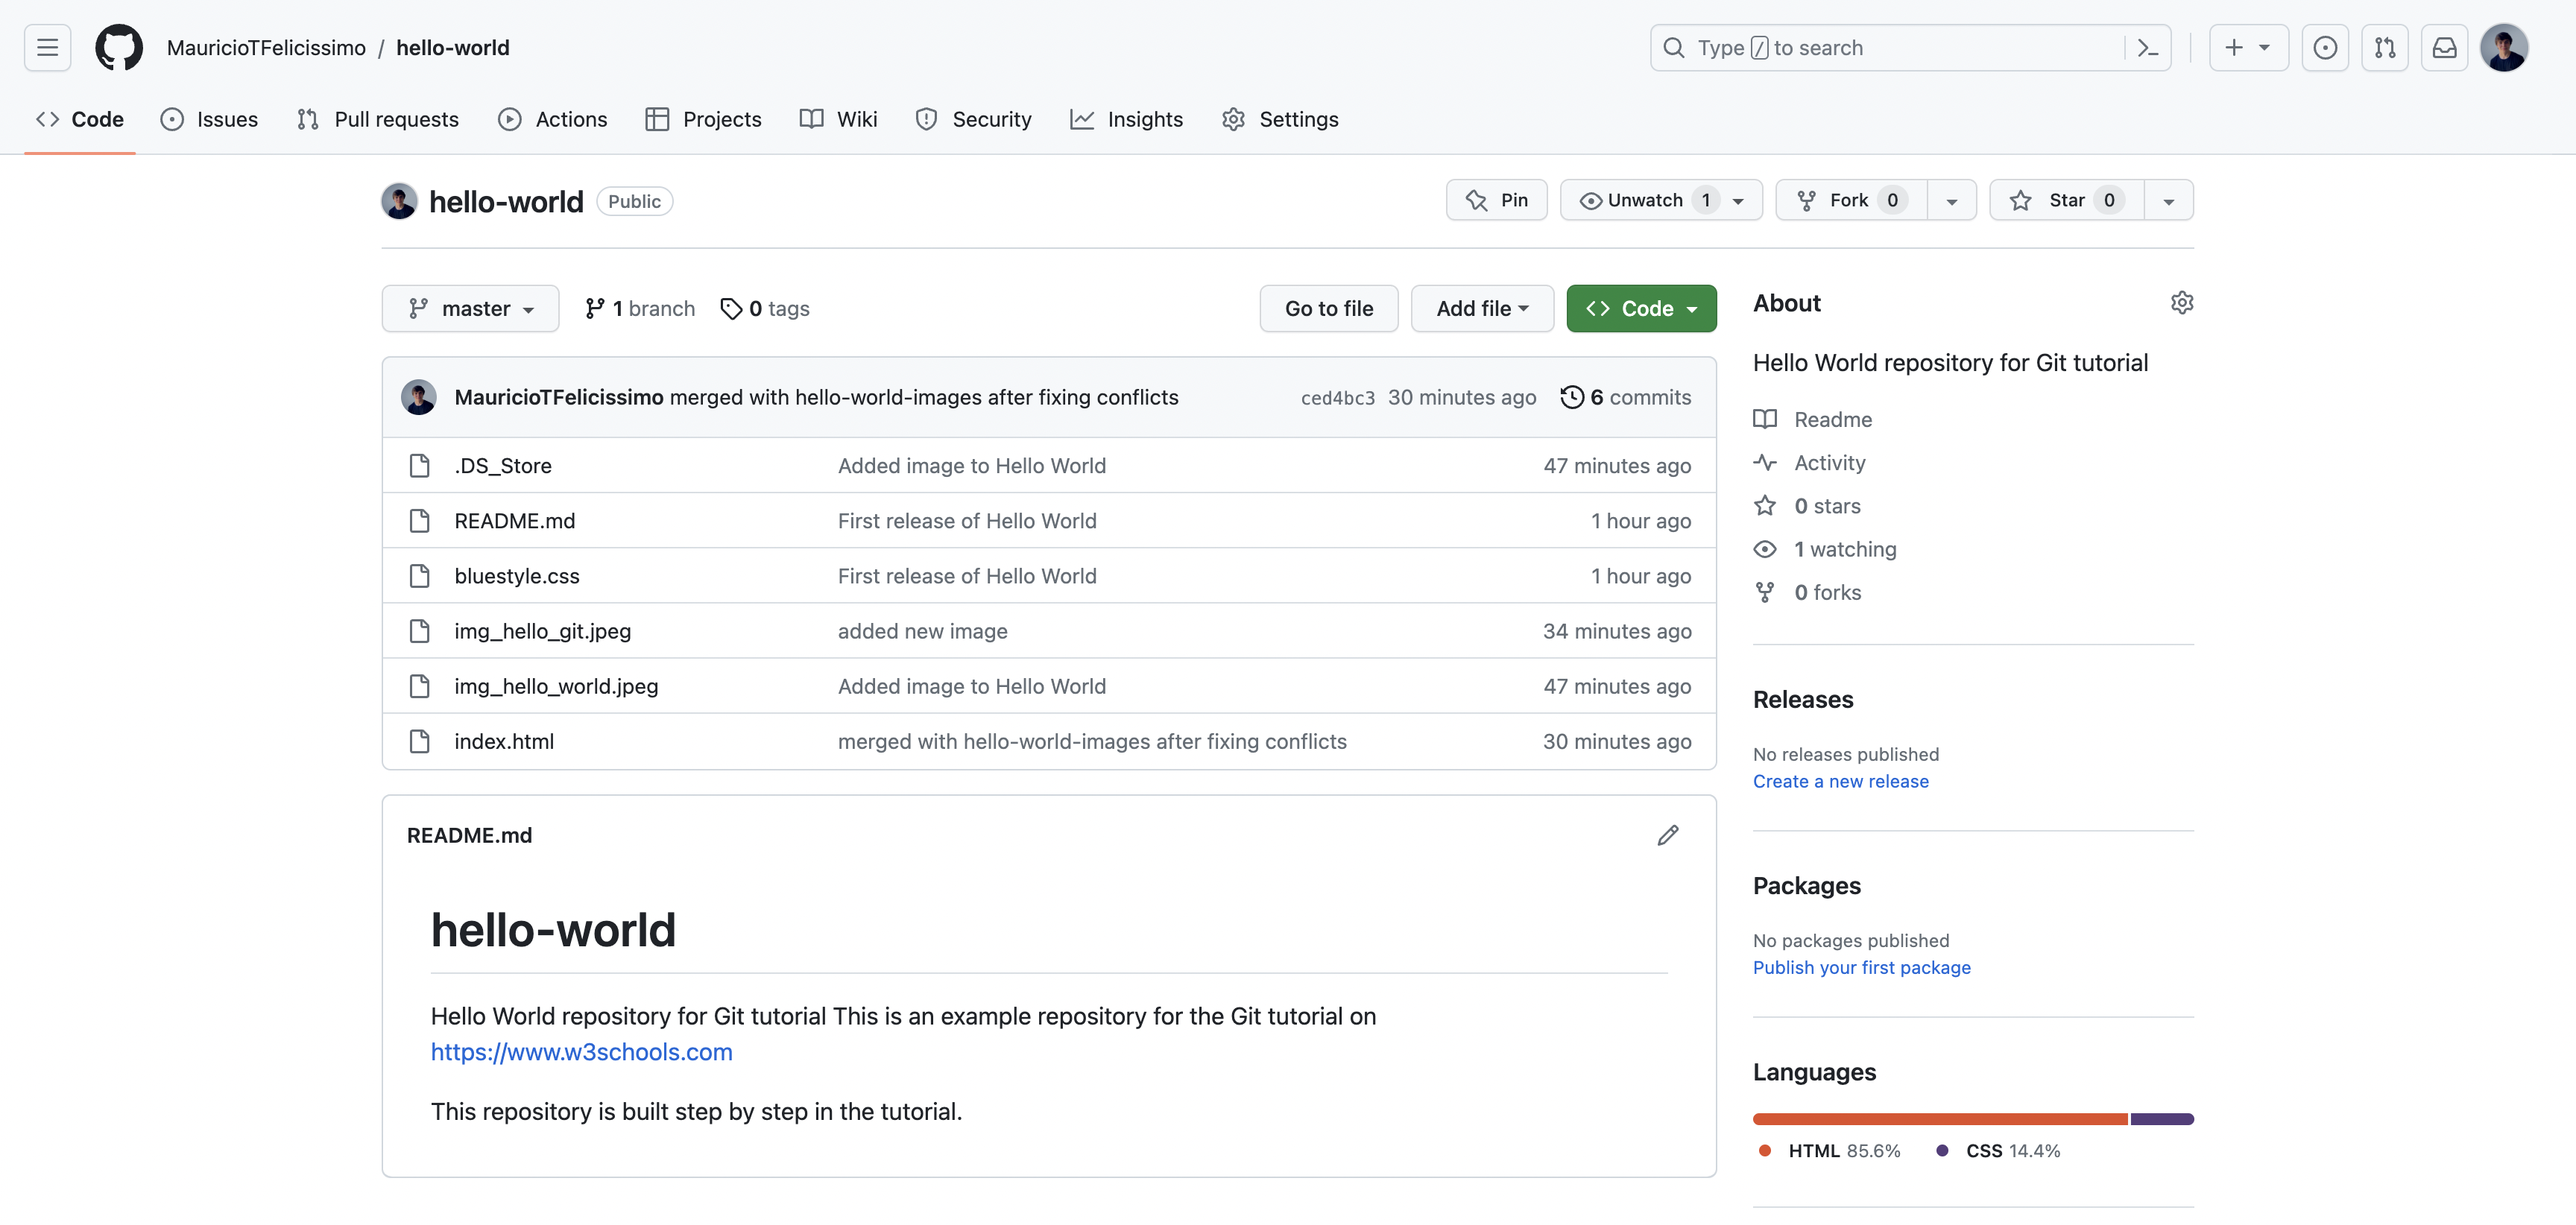 MauricioTFelicissimo / hello-world
Type / to search
Code Issues Pull requests Actions Projects Wiki Security Insights Settings
hello-world Public
Pin Unwatch 1 Fork 0 Star 0
master 1 branch 0 tags Go to file Add file Code
MauricioTFelicissimo merged with hello-world-images after fixing conflicts ced4bc3 30 minutes ago 6 commits
.DS_Store Added image to Hello World 47 minutes ago
README.md First release of Hello World 1 hour ago
bluestyle.css First release of Hello World 1 hour ago
img_hello_git.jpeg added new image 34 minutes ago
img_hello_world.jpeg Added image to Hello World 47 minutes ago
index.html merged with hello-world-images after fixing conflicts 30 minutes ago
README.md
hello-world
Hello World repository for Git tutorial This is an example repository for the Git tutorial on
https://www.w3schools.com
This repository is built step by step in the tutorial.
About
Hello World repository for Git tutorial
Readme
Activity
0 stars
1 watching
0 forks
Releases
No releases published
Create a new release
Packages
No packages published
Publish your first package
Languages
HTML 85.6% CSS 14.4%